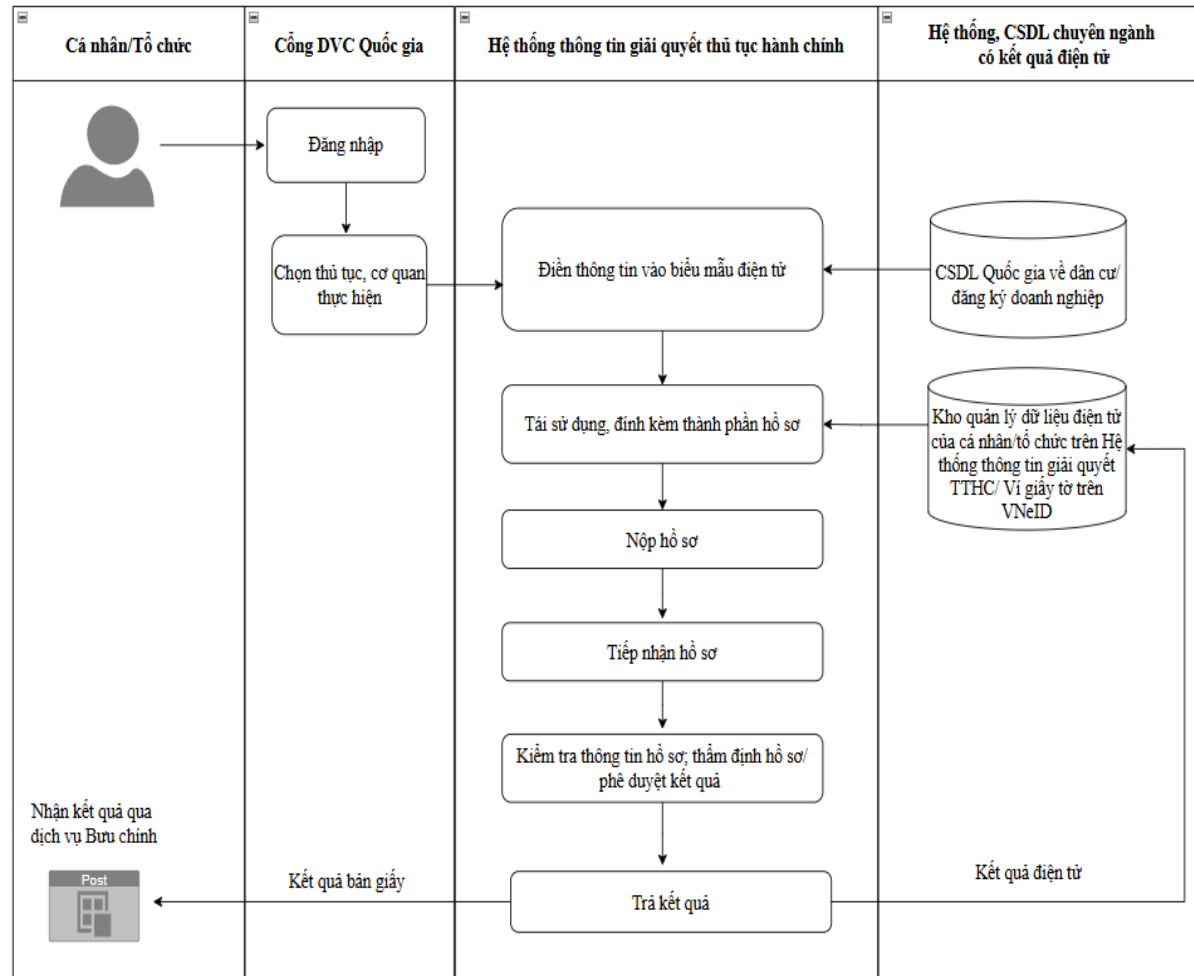 Cá nhân/Tổ chức
Cổng DVC Quốc gia
Hệ thống thông tin giải quyết thủ tục hành chính
Hệ thống, CSDL chuyên ngành
có kết quả điện tử
Đăng nhập
Chọn thủ tục, cơ quan
thực hiện
Điền thông tin vào biểu mẫu điện tử
CSDL Quốc gia về dân cư/
đăng ký doanh nghiệp
Tái sử dụng, đính kèm thành phần hồ sơ
Kho quản lý dữ liệu điện tử
của cá nhân/tổ chức trên Hệ
thống thông tin giải quyết
TTHC/ Ví giấy tờ trên
VNeID
Nộp hồ sơ
Tiếp nhận hồ sơ
Kiểm tra thông tin hồ sơ; thẩm định hồ sơ/
phê duyệt kết quả
Nhận kết quả qua
dịch vụ Bưu chính
Post
Kết quả bản giấy
Trả kết quả
Kết quả điện tử